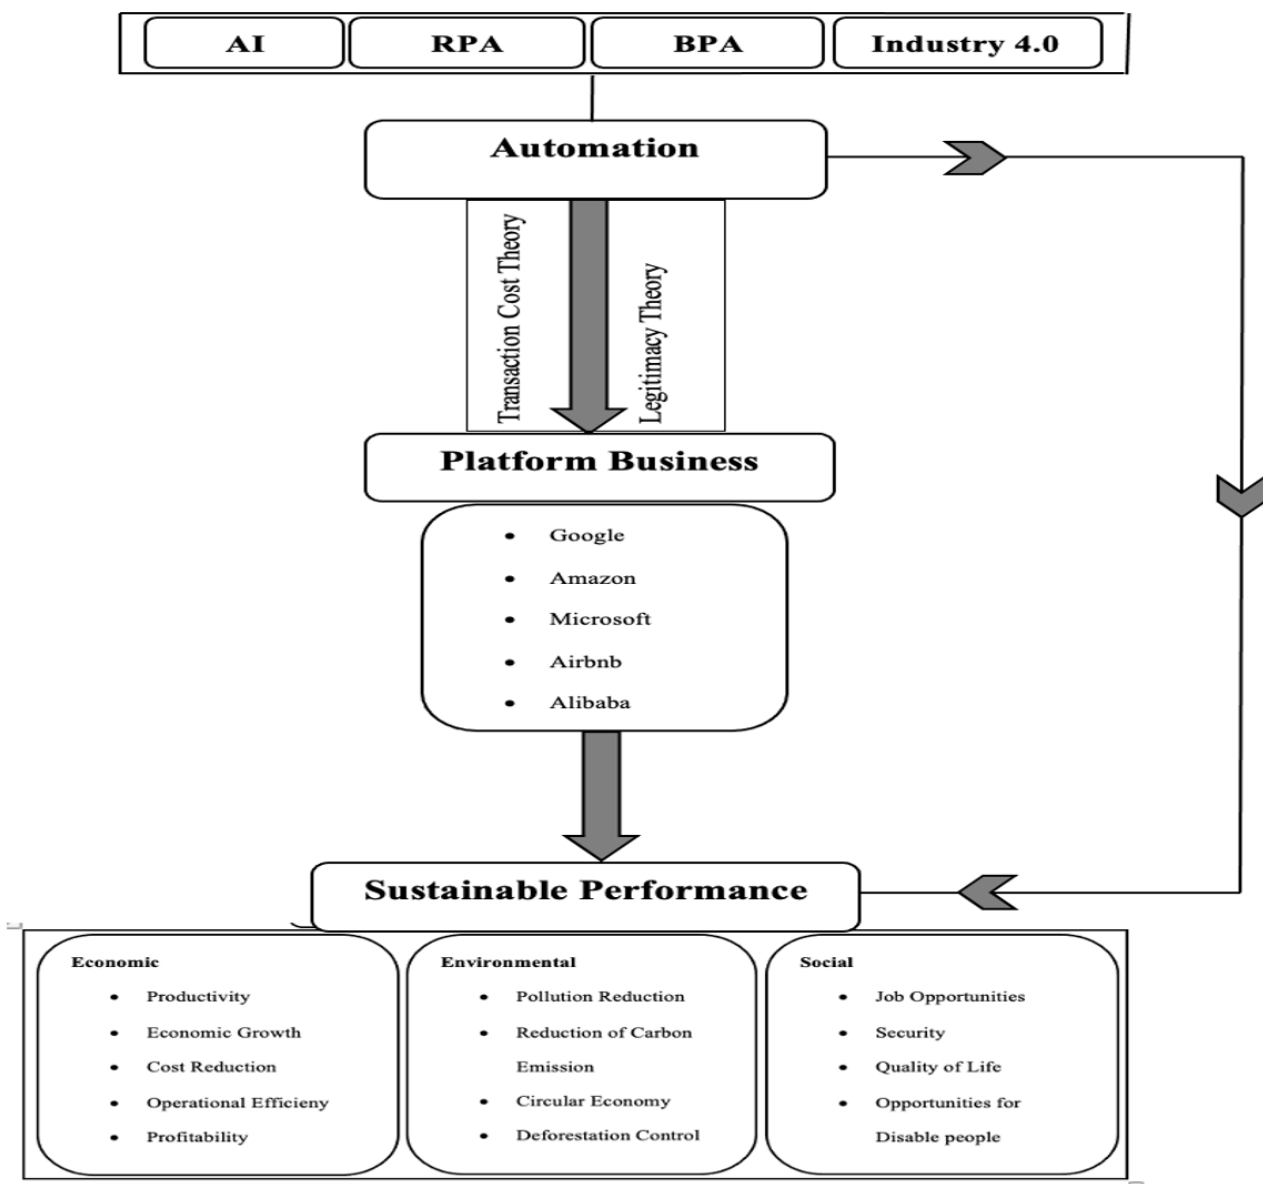 AI
RPA
BPA
Industry 4.0
Automation
Transaction Cost Theory
Legitimacy Theory
Platform Business
• Google
• Amazon
• Microsoft
• Airbnb
• Alibaba
Sustainable Performance
Economic
• Productivity
• Economic Growth
• Cost Reduction
• Operational Efficieny
• Profitability
Environmental
• Pollution Reduction
• Reduction of Carbon
Emission
• Circular Economy
• Deforestation Control
Social
• Job Opportunities
• Security
• Quality of Life
• Opportunities for
Disable people